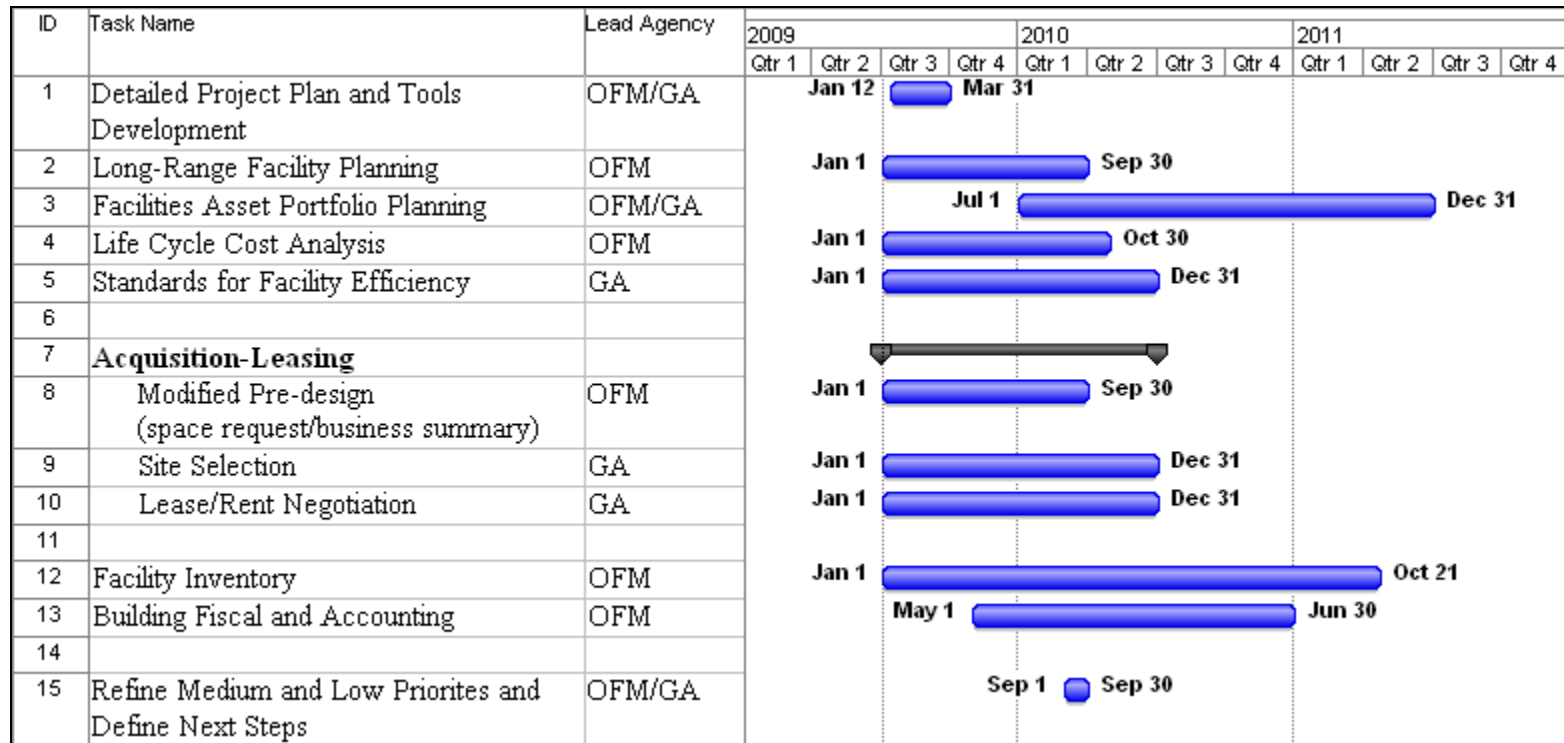 ID Task Name Lead Agency
2009 2010 2011
Qtr 1 Qtr 2 Qtr 3 Qtr 4 Qtr 1 Qtr 2 Qtr 3 Qtr 4 Qtr 1 Qtr 2 Qtr 3 Qtr 4
1 Detailed Project Plan and Tools OFM/GA Jan 12 Mar 31
Development
2 Long-Range Facility Planning OFM Jan 1 Sep 30
3 Facilities Asset Portfolio Planning OFM/GA Jul 1 Dec 31
4 Life Cycle Cost Analysis OFM Jan 1 Oct 30
5 Standards for Facility Efficiency GA Jan 1 Dec 31
6
7 Acquisition-Leasing
8 Modified Pre-design OFM Jan 1 Sep 30
(space request/business summary)
9 Site Selection GA Jan 1 Dec 31
10 Lease/Rent Negotiation GA Jan 1 Dec 31
11
12 Facility Inventory OFM Jan 1 Oct 21
13 Building Fiscal and Accounting OFM May 1 Jun 30
14
15 Refine Medium and Low Priorites and OFM/GA Sep 1 Sep 30
Define Next Steps